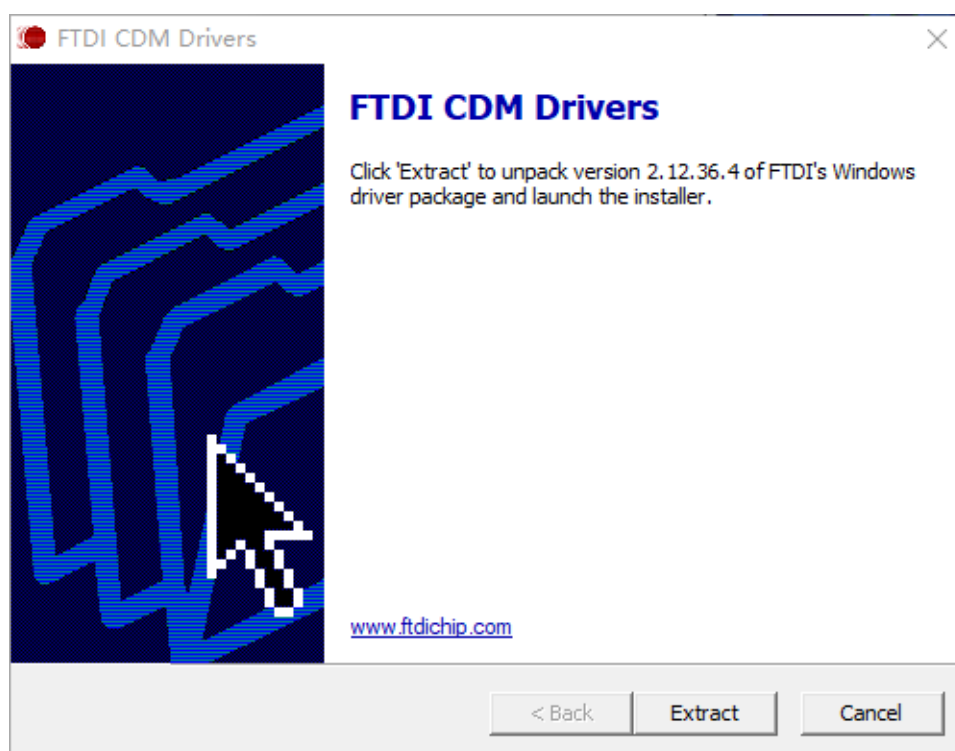 FTDI CDM Drivers
FTDI CDM Drivers
Click 'Extract' to unpack version 2.12.36.4 of FTDI's Windows
driver package and launch the installer.
www.ftdichip.com
< Back
Extract
Cancel